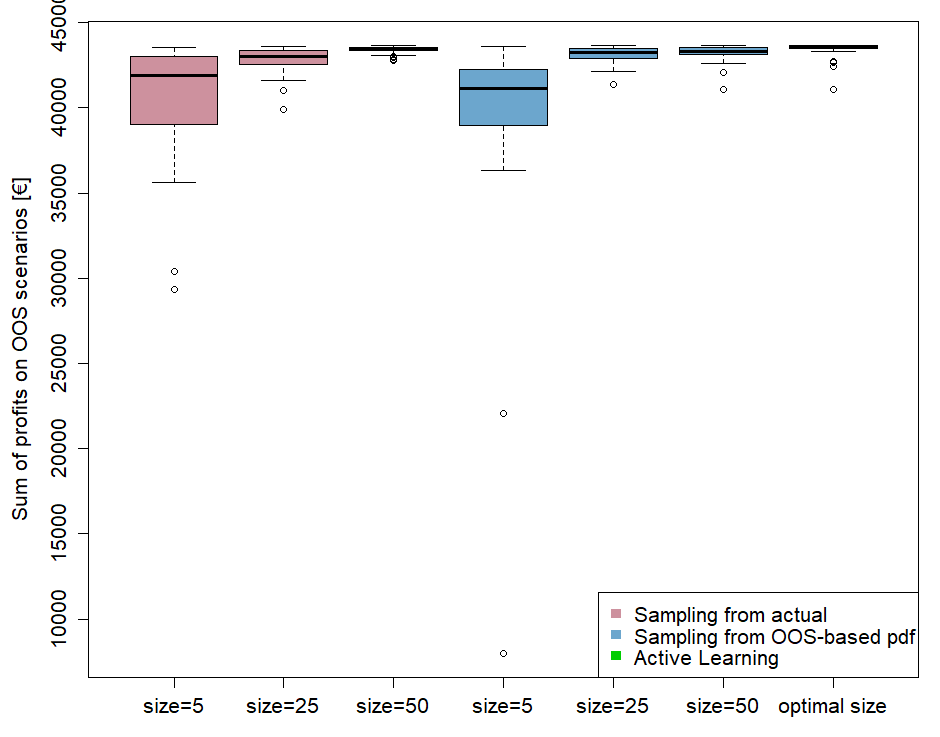 45000
40000
35000
30000
25000
20000
15000
10000
Sum of profits on OOS scenarios [€]
Sampling from actual
Sampling from OOS-based pdf
Active Learning
size=5 size=25 size=50 size=5 size=25 size=50 optimal size